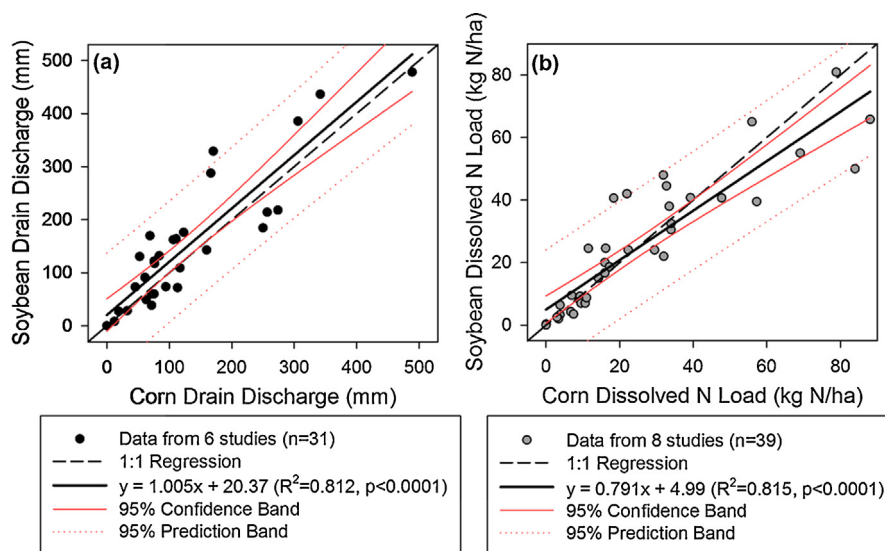 (a)
Soybean Drain Discharge (mm)
500
400
300
200
100
0
0 100 200 300 400 500
Corn Drain Discharge (mm)
Data from 6 studies (n=31)
1:1 Regression
y = 1.005x + 20.37 (R²=0.812, p<0.0001)
95% Confidence Band
95% Prediction Band
(b)
Soybean Dissolved N Load (kg N/ha)
80
60
40
20
0
0 20 40 60 80
Corn Dissolved N Load (kg N/ha)
Data from 8 studies (n=39)
1:1 Regression
y = 0.791x + 4.99 (R²=0.815, p<0.0001)
95% Confidence Band
95% Prediction Band